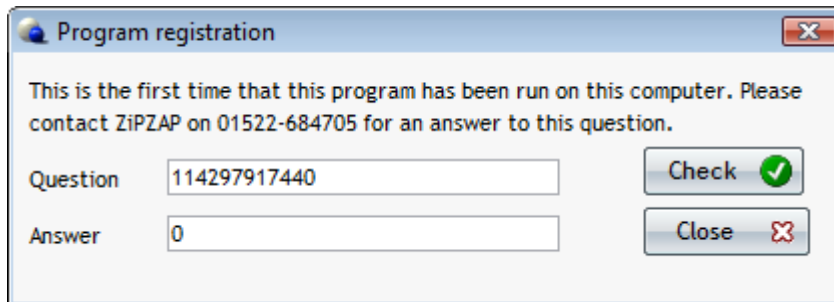 Program registration
This is the first time that this program has been run on this computer. Please
contact ZiPZAP on 01522-684705 for an answer to this question.
Question 114297917440 Check
Answer 0 Close